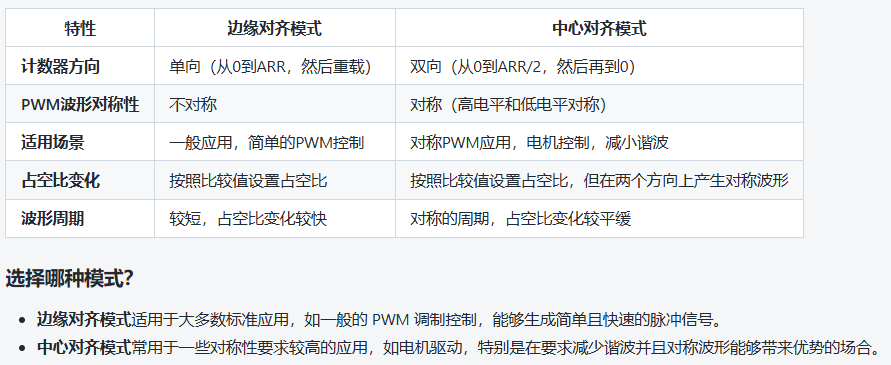 特性 边缘对齐模式 中心对齐模式
计数器方向 单向（从0到ARR，然后重载） 双向（从0到ARR/2，然后再到0）
PWM波形对称性 不对称 对称（高电平和低电平对称）
适用场景 一般应用，简单的PWM控制 对称PWM应用，电机控制，减小谐波
占空比变化 按照比较值设置占空比 按照比较值设置占空比，但在两个方向上产生对称波形
波形周期 较短，占空比变化较快 对称的周期，占空比变化较平缓
选择哪种模式？
• 边缘对齐模式适用于大多数标准应用，如一般的 PWM 调制控制，能够生成简单且快速的脉冲信号。
• 中心对齐模式常用于一些对称性要求较高的应用，如电机驱动，特别是在要求减少谐波并且对称波形能够带来优势的场合。